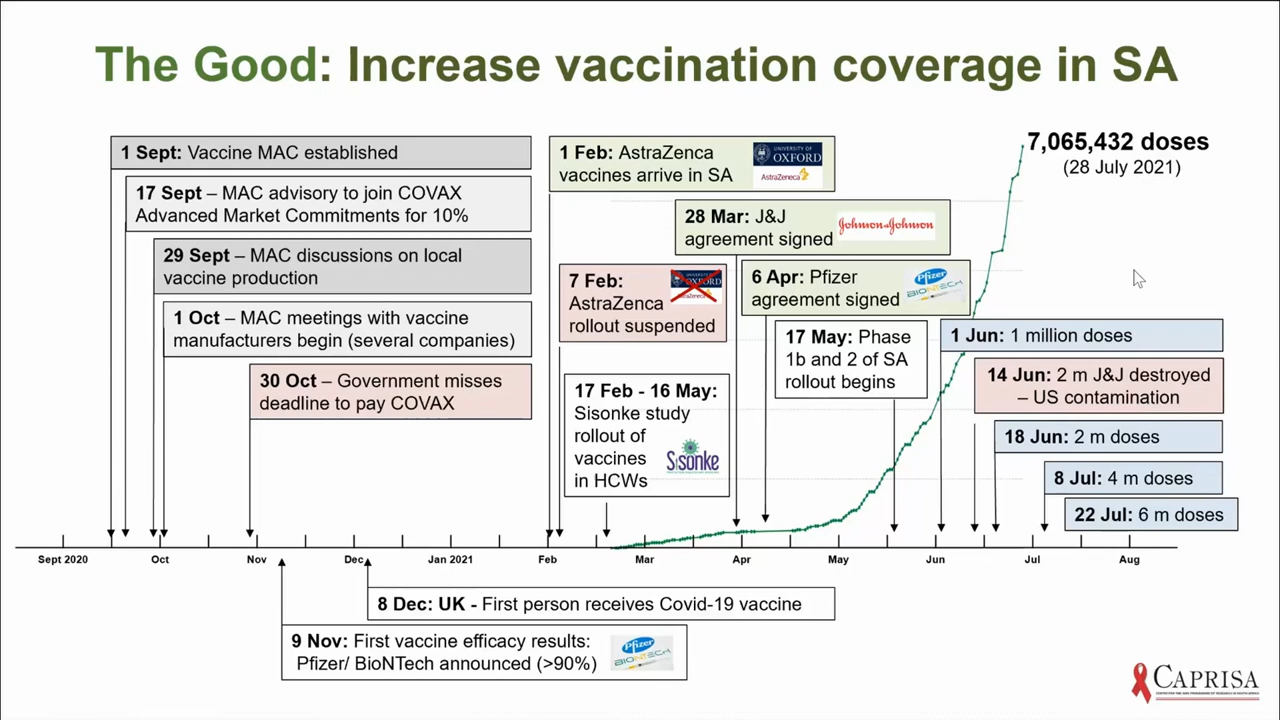 The Good: Increase vaccination coverage in SA
1 Sept: Vaccine MAC established
17 Sept – MAC advisory to join COVAX
Advanced Market Commitments for 10%
29 Sept – MAC discussions on local
vaccine production
1 Oct – MAC meetings with vaccine
manufacturers begin (several companies)
30 Oct – Government misses
deadline to pay COVAX
1 Feb: AstraZenca
vaccines arrive in SA
UNIVERSITY OF
OXFORD
AstraZeneca
28 Mar: J&J
agreement signed
Johnson&Johnson
7 Feb:
AstraZenca
rollout suspended
UNIVERSITY OF
OXFORD
AstraZeneca
6 Apr: Pfizer
agreement signed
Pfizer
BIONTECH
17 May: Phase
1b and 2 of SA
rollout begins
17 Feb - 16 May:
Sisonke study
rollout of
vaccines
in HCWs
Sisonke
7,065,432 doses
(28 July 2021)
1 Jun: 1 million doses
14 Jun: 2 m J&J destroyed
– US contamination
18 Jun: 2 m doses
8 Jul: 4 m doses
22 Jul: 6 m doses
Sept 2020 Oct Nov Dec Jan 2021 Feb Mar Apr May Jun Jul Aug
8 Dec: UK - First person receives Covid-19 vaccine
9 Nov: First vaccine efficacy results:
Pfizer/ BioNTech announced (>90%)
Pfizer
BIONTECH
CAPRISA